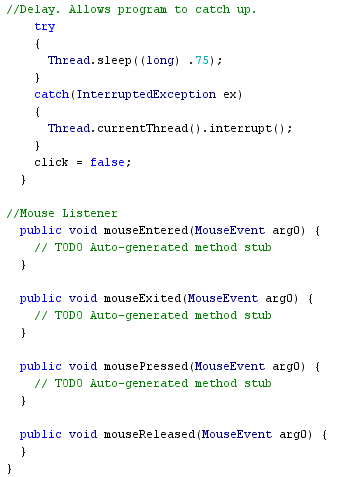 //Delay. Allows program to catch up.
    try
    {
      Thread.sleep((long) .75);
    }
    catch(InterruptedException ex)
    {
      Thread.currentThread().interrupt();
    }
    click = false;
  }

//Mouse Listener
  public void mouseEntered(MouseEvent arg0) {
    // TODO Auto-generated method stub
  }

  public void mouseExited(MouseEvent arg0) {
    // TODO Auto-generated method stub
  }

  public void mousePressed(MouseEvent arg0) {
    // TODO Auto-generated method stub
  }

  public void mouseReleased(MouseEvent arg0) {
  }
}